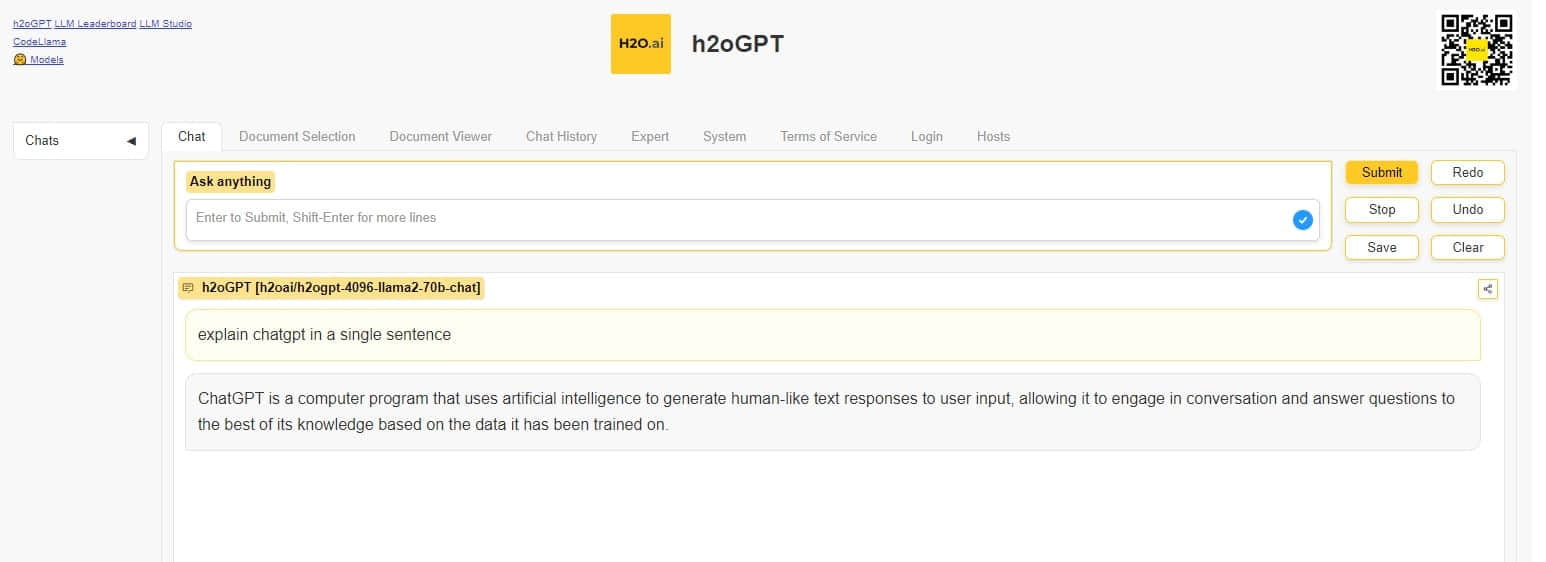 h2oGPT LLM Leaderboard LLM Studio
CodeLlama
🤗 Models
H2O.ai
h2oGPT
H2O.ai
Chats
Chat Document Selection Document Viewer Chat History Expert System Terms of Service Login Hosts
Ask anything
Enter to Submit, Shift-Enter for more lines
Submit Redo
Stop Undo
Save Clear
h2oGPT [h2oai/h2ogpt-4096-llama2-70b-chat]
explain chatgpt in a single sentence
ChatGPT is a computer program that uses artificial intelligence to generate human-like text responses to user input, allowing it to engage in conversation and answer questions to
the best of its knowledge based on the data it has been trained on.